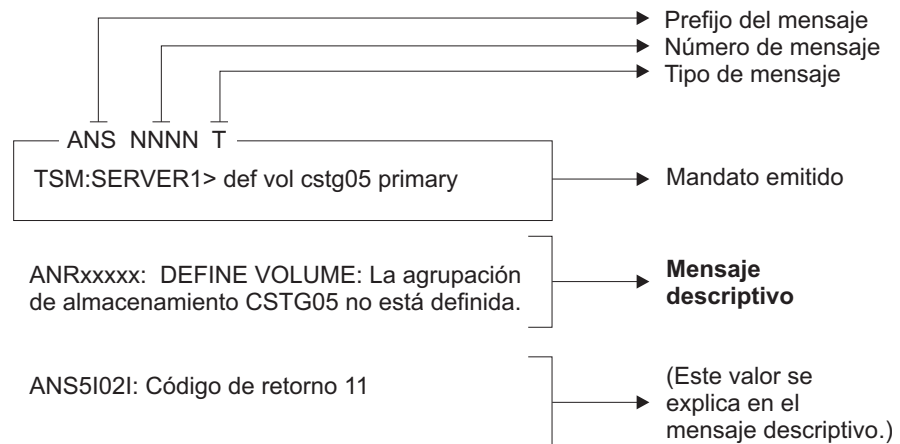 Prefijo del mensaje
Número de mensaje
Tipo de mensaje
ANS NNNN T
TSM:SERVER1> def vol cstg05 primary
Mandato emitido
ANRxxxxx: DEFINE VOLUME: La agrupación
de almacenamiento CSTG05 no está definida.
Mensaje
descriptivo
ANS5I02I: Código de retorno 11
(Este valor se
explica en el
mensaje descriptivo.)